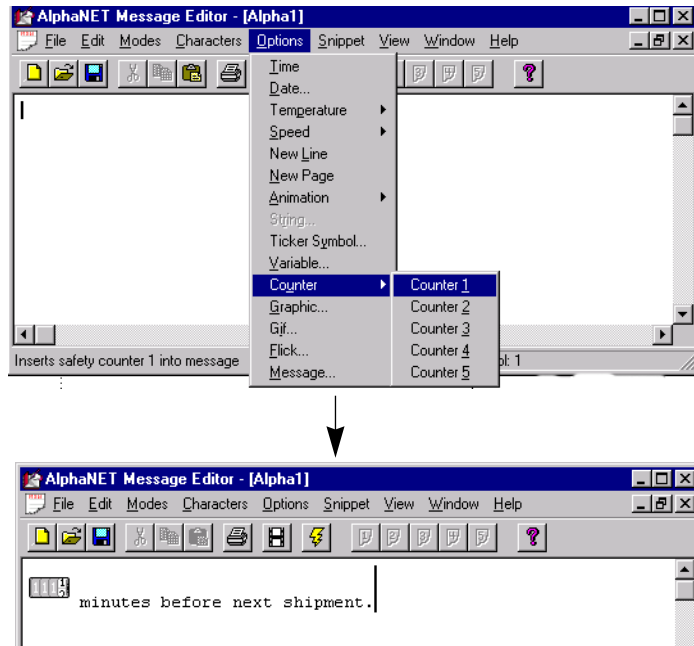 AlphaNET Message Editor - [Alpha1]
File Edit Modes Characters Options Snippet View Window Help
Time
Date...
Temperature
Speed
New Line
New Page
Animation
String...
Ticker Symbol...
Variable...
Counter
Graphic...
Gif...
Flick...
Message...
Counter 1
Counter 2
Counter 3
Counter 4
Counter 5
Inserts safety counter 1 into message
ol: 1
AlphaNET Message Editor - [Alpha1]
File Edit Modes Characters Options Snippet View Window Help
minutes before next shipment.